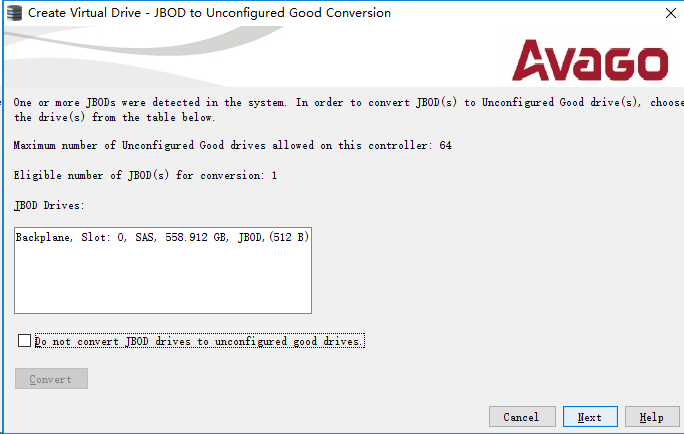 Create Virtual Drive - JBOD to Unconfigured Good Conversion
AVAGO
One or more JBODs were detected in the system. In order to convert JBOD(s) to Unconfigured Good drive(s), choose
the drive(s) from the table below.
Maximum number of Unconfigured Good drives allowed on this controller: 64
Eligible number of JBOD(s) for conversion: 1
JBOD Drives:
Backplane, Slot: 0, SAS, 558.912 GB, JBOD,(512 B)
Do not convert JBOD drives to unconfigured good drives.
Convert
Cancel Next Help